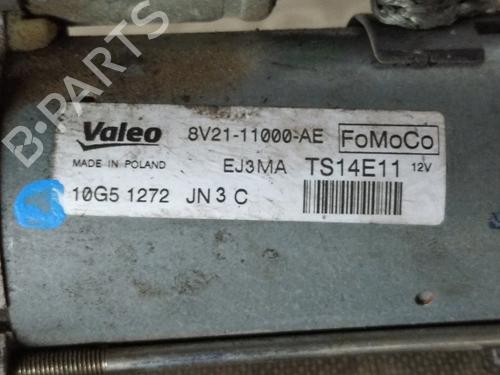 Valeo 8V21-11000-AE FoMoCo
MADE IN POLAND EJ3MA TS14E11 12V
10G5 1272 JN 3 C
B-PARTS